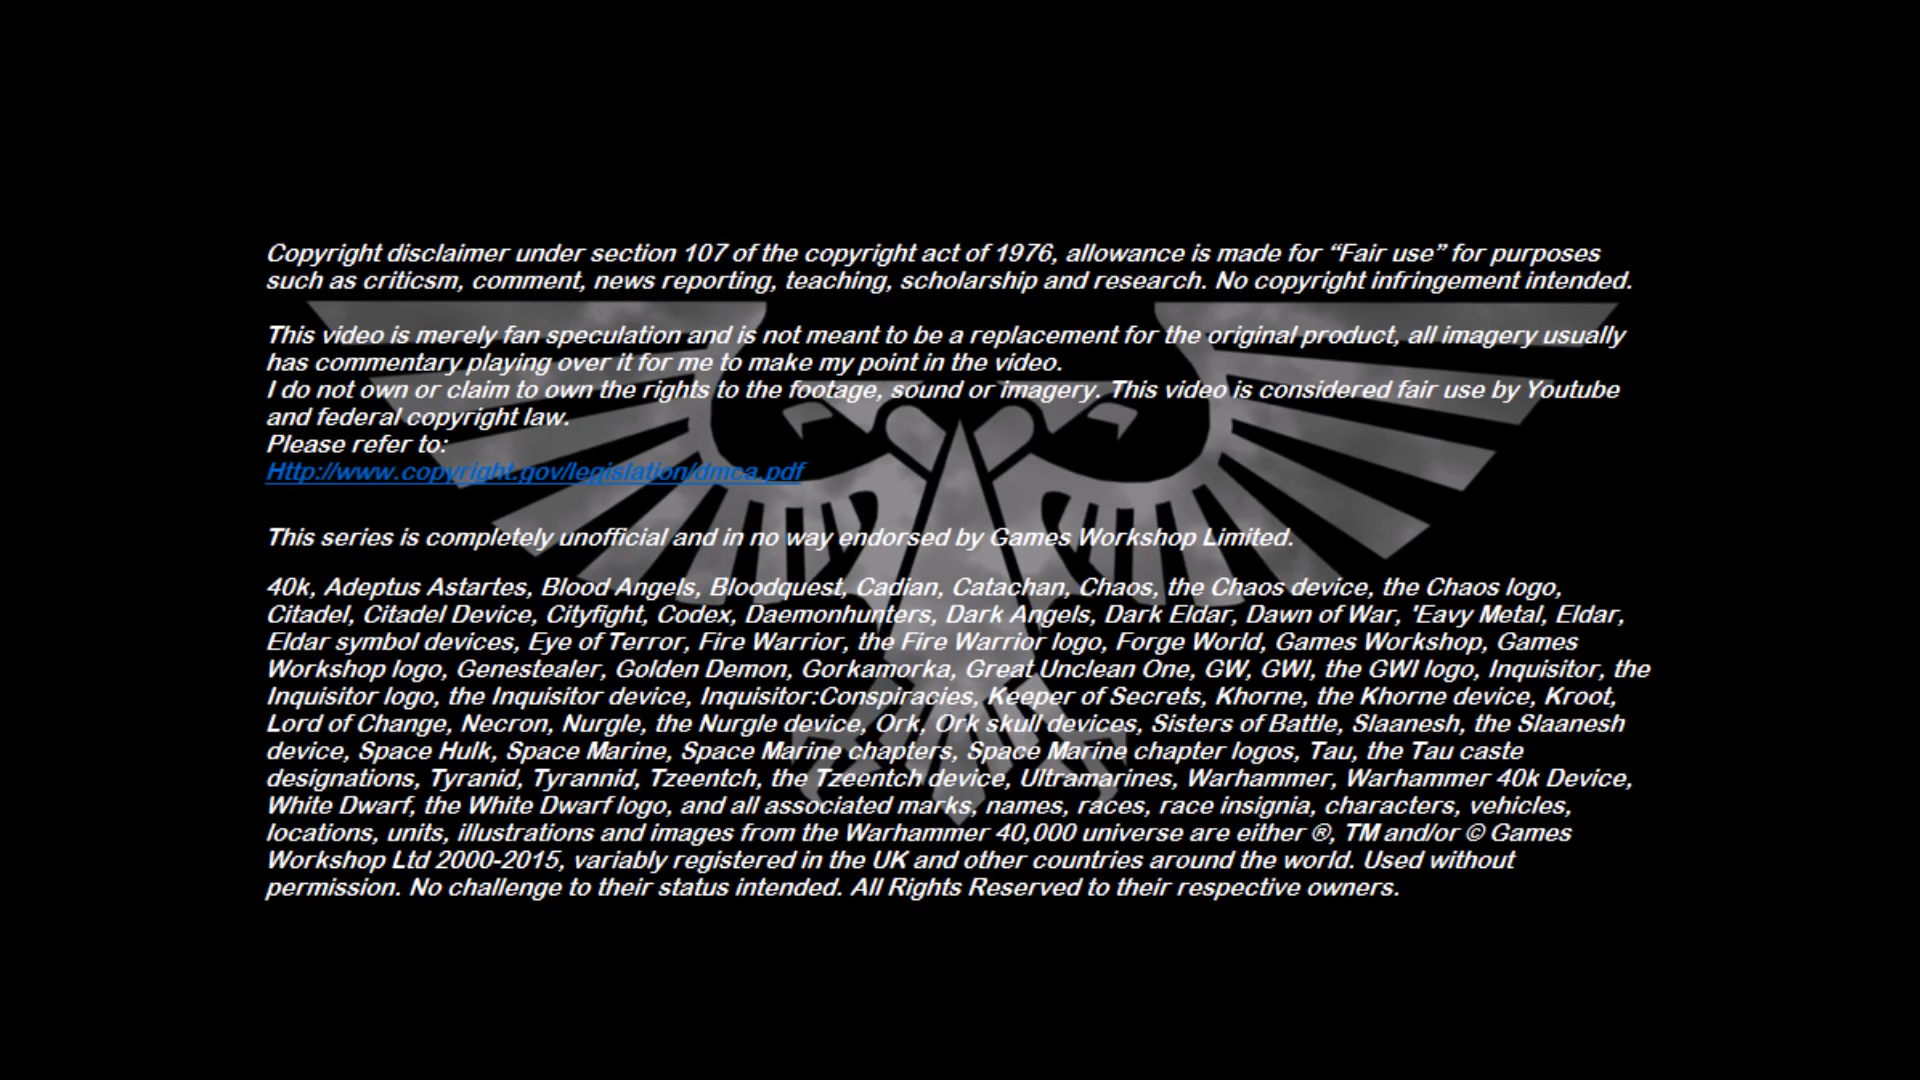 Copyright disclaimer under section 107 of the copyright act of 1976, allowance is made for “Fair use” for purposes
such as criticsm, comment, news reporting, teaching, scholarship and research. No copyright infringement intended.
This video is merely fan speculation and is not meant to be a replacement for the original product, all imagery usually
has commentary playing over it for me to make my point in the video.
I do not own or claim to own the rights to the footage, sound or imagery. This video is considered fair use by Youtube
and federal copyright law.
Please refer to:
Http://www.copyright.gov/legislation/dmca.pdf
This series is completely unofficial and in no way endorsed by Games Workshop Limited.
40k, Adeptus Astartes, Blood Angels, Bloodquest, Cadian, Catachan, Chaos, the Chaos device, the Chaos logo,
Citadel, Citadel Device, Cityfight, Codex, Daemonhunters, Dark Angels, Dark Eldar, Dawn of War, 'Eavy Metal, Eldar,
Eldar symbol devices, Eye of Terror, Fire Warrior, the Fire Warrior logo, Forge World, Games Workshop, Games
Workshop logo, Genestealer, Golden Demon, Gorkamorka, Great Unclean One, GW, GWI, the GWI logo, Inquisitor, the
Inquisitor logo, the Inquisitor device, Inquisitor:Conspiracies, Keeper of Secrets, Khorne, the Khorne device, Kroot,
Lord of Change, Necron, Nurgle, the Nurgle device, Ork, Ork skull devices, Sisters of Battle, Slaanesh, the Slaanesh
device, Space Hulk, Space Marine, Space Marine chapters, Space Marine chapter logos, Tau, the Tau caste
designations, Tyranid, Tyrannid, Tzeentch, the Tzeentch device, Ultramarines, Warhammer, Warhammer 40k Device,
White Dwarf, the White Dwarf logo, and all associated marks, names, races, race insignia, characters, vehicles,
locations, units, illustrations and images from the Warhammer 40,000 universe are either ®, TM and/or © Games
Workshop Ltd 2000-2015, variably registered in the UK and other countries around the world. Used without
permission. No challenge to their status intended. All Rights Reserved to their respective owners.